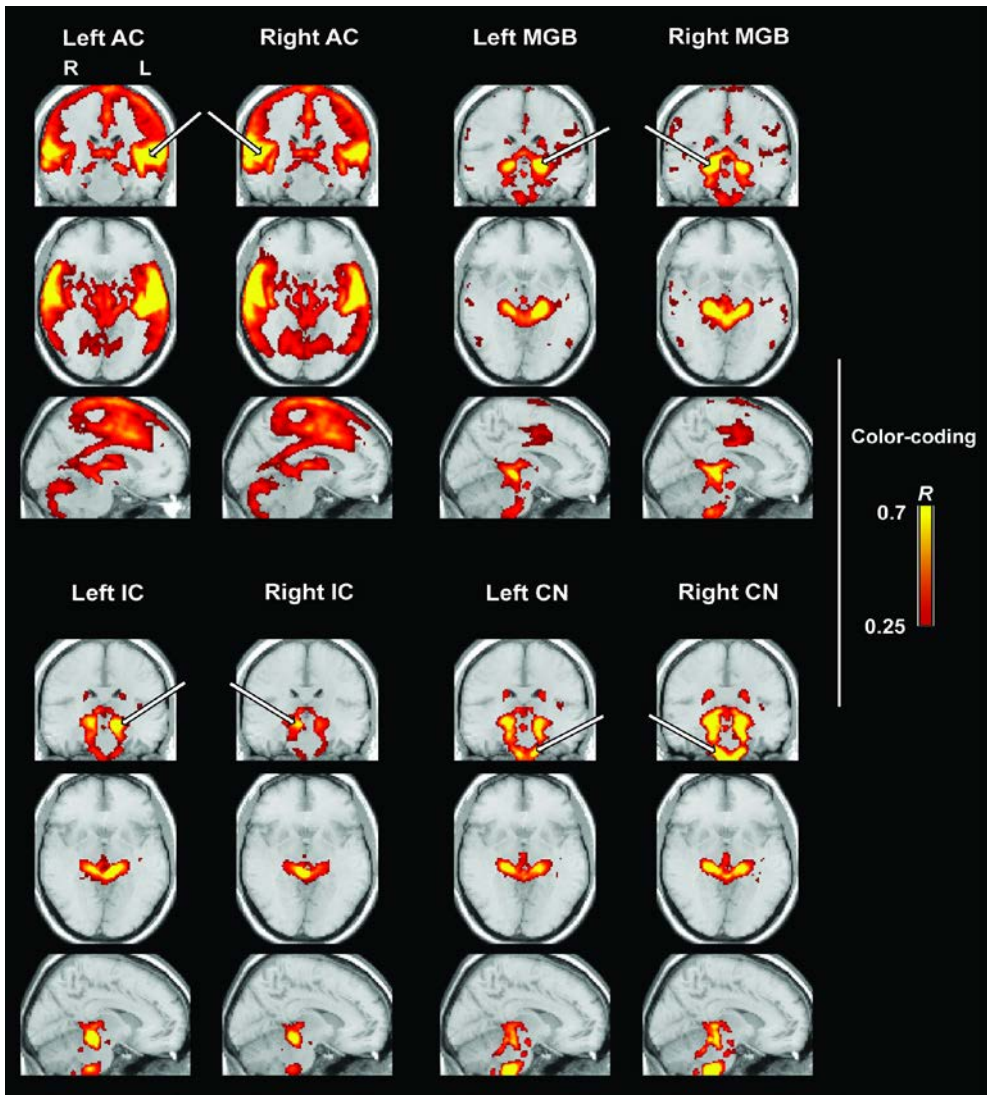 Left AC
Right AC
Left MGB
Right MGB
R
L
Color-coding
R
0.7
0.25
Left IC
Right IC
Left CN
Right CN